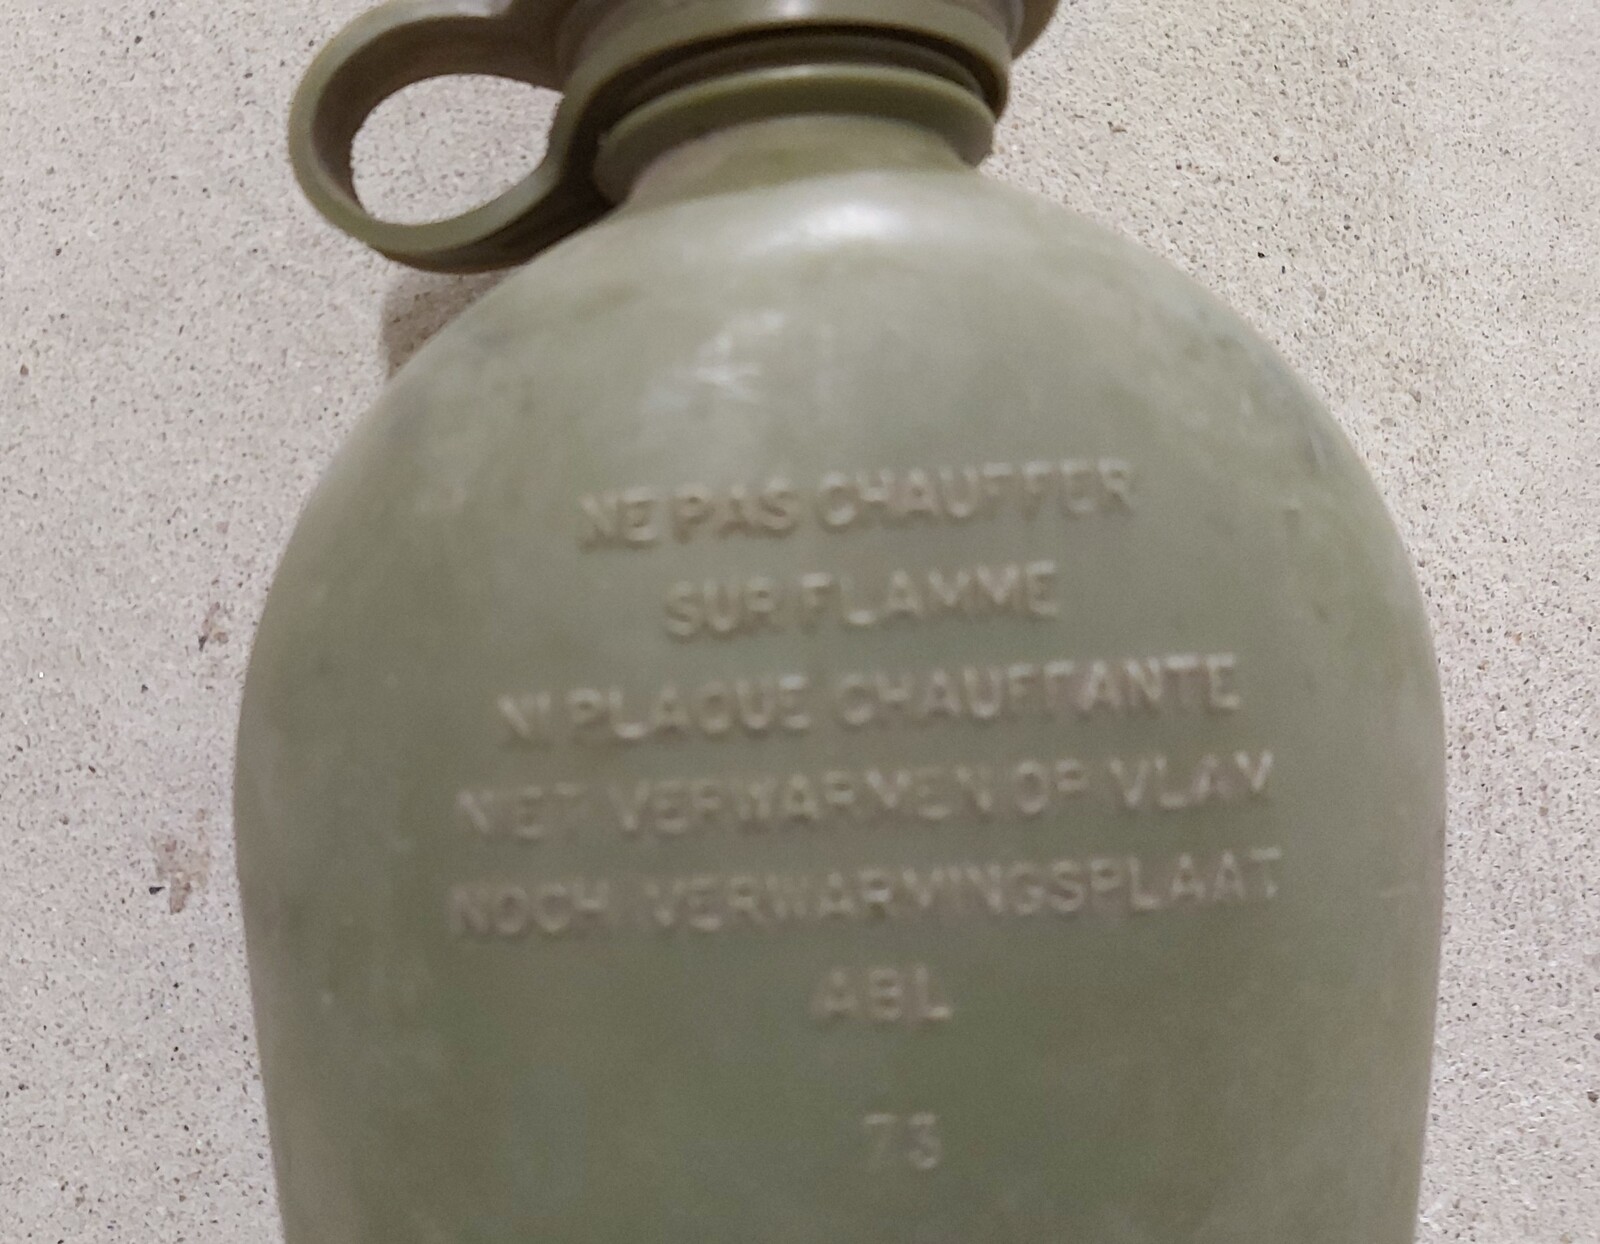 NE PAS CHAUFFER
SUR FLAMME
NI PLAQUE CHAUFFANTE
NIET VERWARMEN OP VLAM
NOCH VERWARMINGSPLAAT
ABL
73